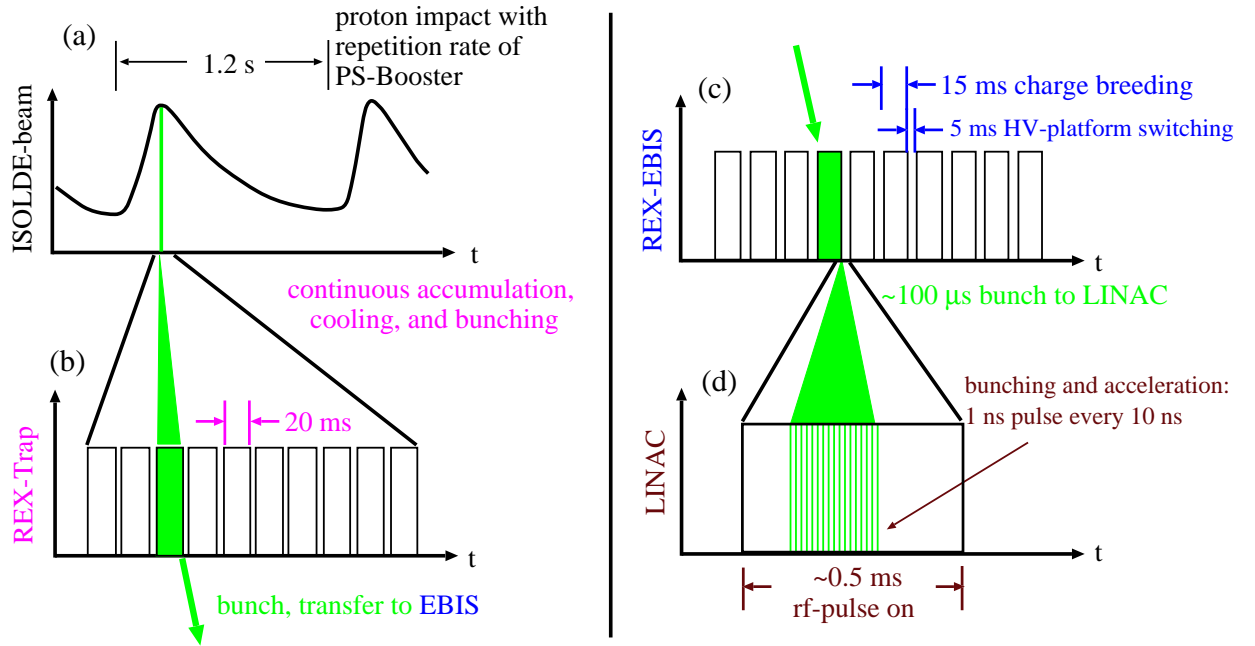 (a)
proton impact with
repetition rate of
PS-Booster
1.2 s
ISOLDE-beam
t
continuous accumulation,
cooling, and bunching
(b)
20 ms
REX-Trap
t
bunch, transfer to EBIS
(c)
15 ms charge breeding
5 ms HV-platform switching
REX-EBIS
t
~100 μs bunch to LINAC
(d)
bunching and acceleration:
1 ns pulse every 10 ns
LINAC
t
~0.5 ms
rf-pulse on